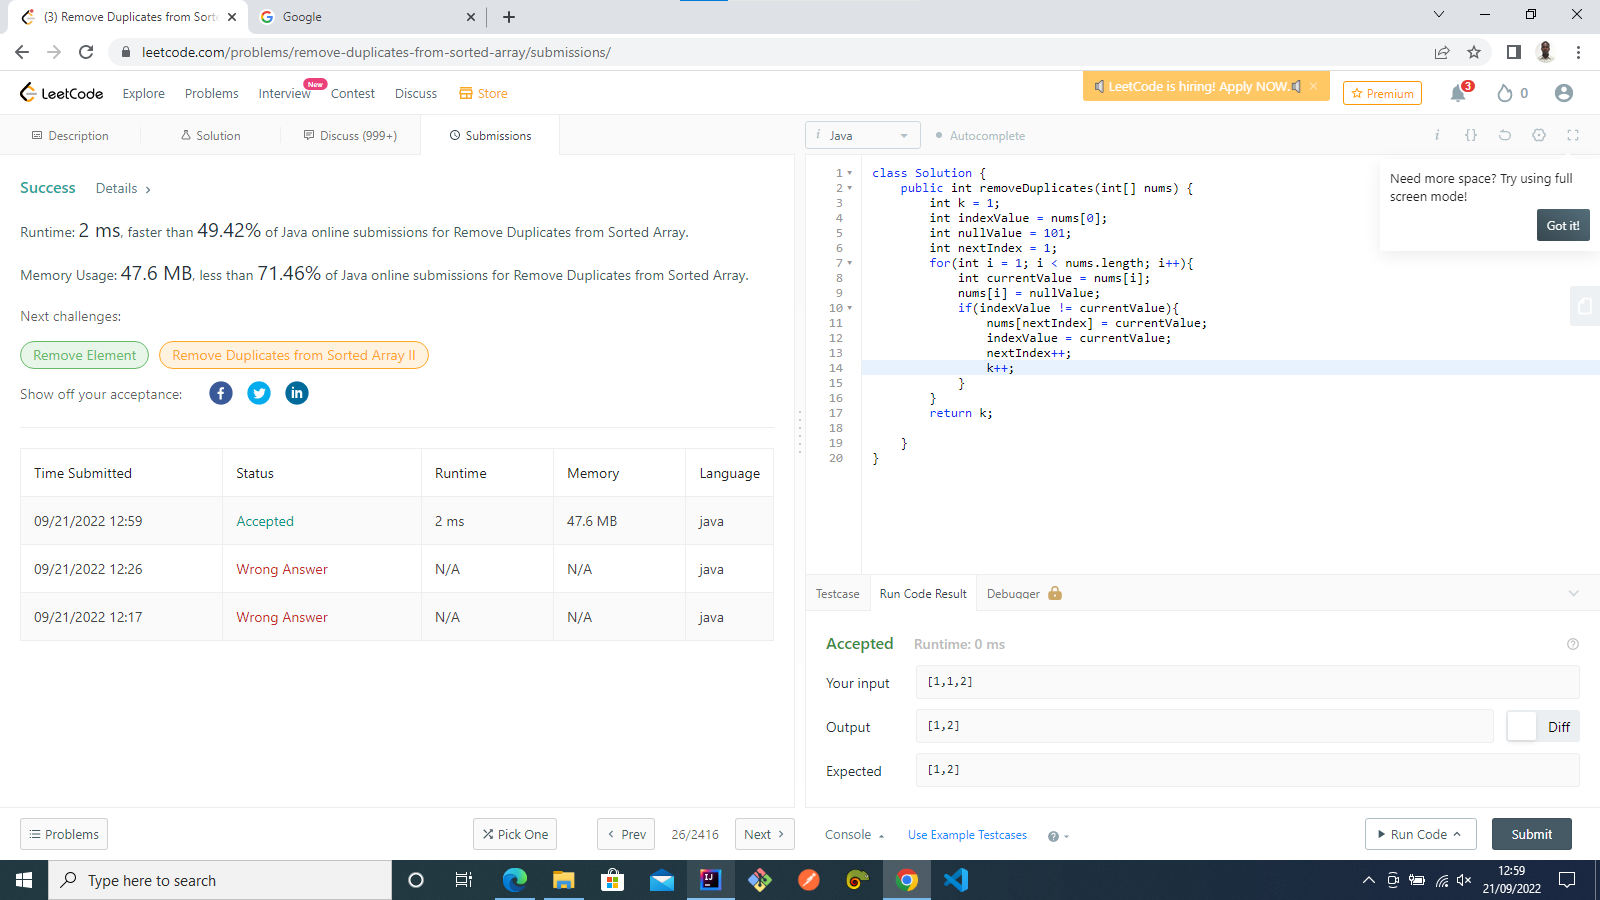 (3) Remove Duplicates from Sort
Google
leetcode.com/problems/remove-duplicates-from-sorted-array/submissions/
LeetCode
Explore
Problems
Interview
New
Contest
Discuss
Store
LeetCode is hiring! Apply NOW.
Premium
3
0
Description
Solution
Discuss (999+)
Submissions
i Java
Autocomplete
Success
Details
Runtime: 2 ms, faster than 49.42% of Java online submissions for Remove Duplicates from Sorted Array.
Memory Usage: 47.6 MB, less than 71.46% of Java online submissions for Remove Duplicates from Sorted Array.
Next challenges:
Remove Element
Remove Duplicates from Sorted Array II
Show off your acceptance:
Time Submitted Status Runtime Memory Language
09/21/2022 12:59 Accepted 2 ms 47.6 MB java
09/21/2022 12:26 Wrong Answer N/A N/A java
09/21/2022 12:17 Wrong Answer N/A N/A java
1 class Solution {
2 public int removeDuplicates(int[] nums) {
3 int k = 1;
4 int indexValue = nums[0];
5 int nullValue = 101;
6 int nextIndex = 1;
7 for(int i = 1; i < nums.length; i++){
8 int currentValue = nums[i];
9 nums[i] = nullValue;
10 if(indexValue != currentValue){
11 nums[nextIndex] = currentValue;
12 indexValue = currentValue;
13 nextIndex++;
14 k++;
15 }
16 }
17 return k;
18
19 }
20 }
Need more space? Try using full
screen mode!
Got it!
Testcase
Run Code Result
Debugger
Accepted
Runtime: 0 ms
Your input
[1,1,2]
Output
[1,2]
Diff
Expected
[1,2]
Problems
Pick One
Prev
26/2416
Next
Console
Use Example Testcases
Run Code
Submit
Type here to search
12:59
21/09/2022